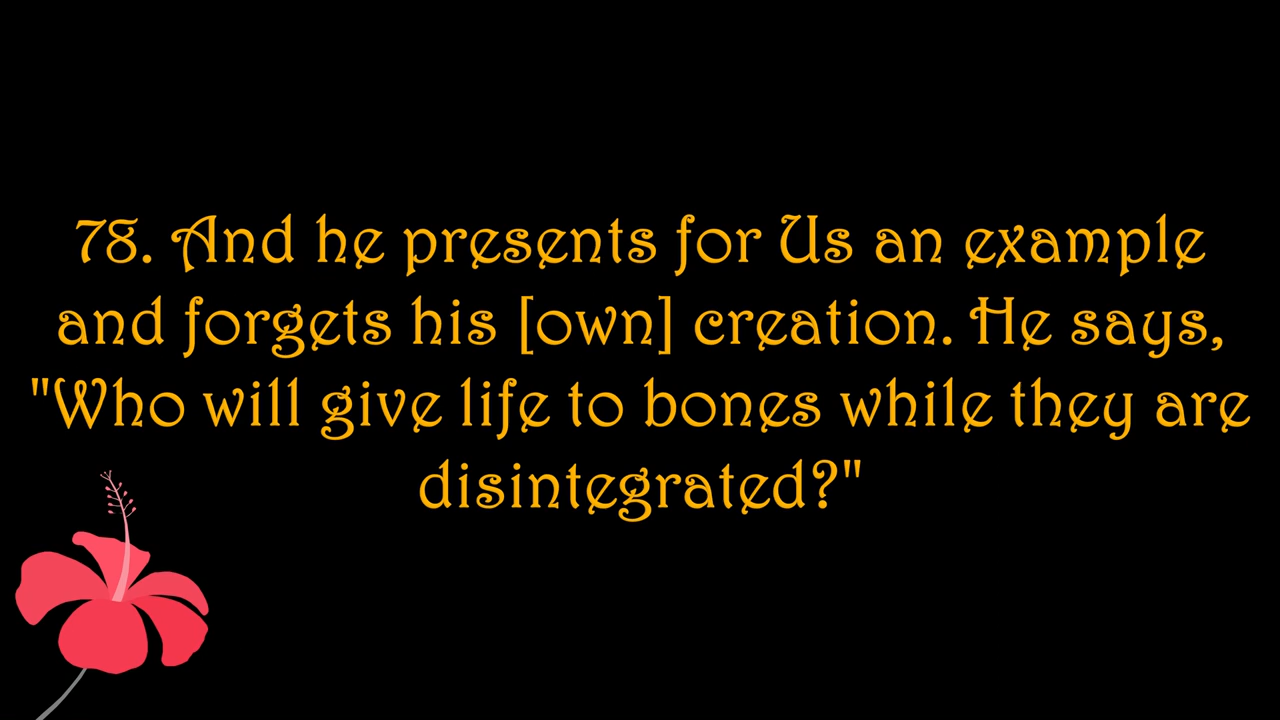 78. And he presents for Us an example
and forgets his [own] creation. He says,
"Who will give life to bones while they are
disintegrated?"